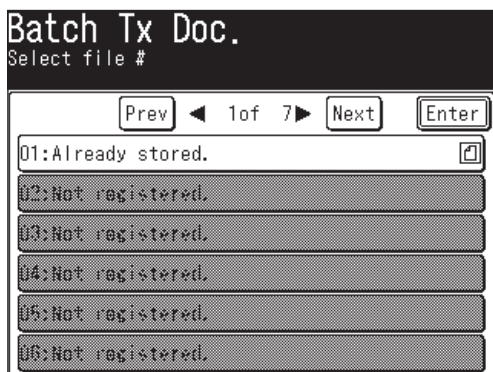 Batch Tx Doc.
Select file #
Prev ◀ 1of 7▶ Next Enter
01:Already stored.
02:Not registered.
03:Not registered.
04:Not registered.
05:Not registered.
06:Not registered.